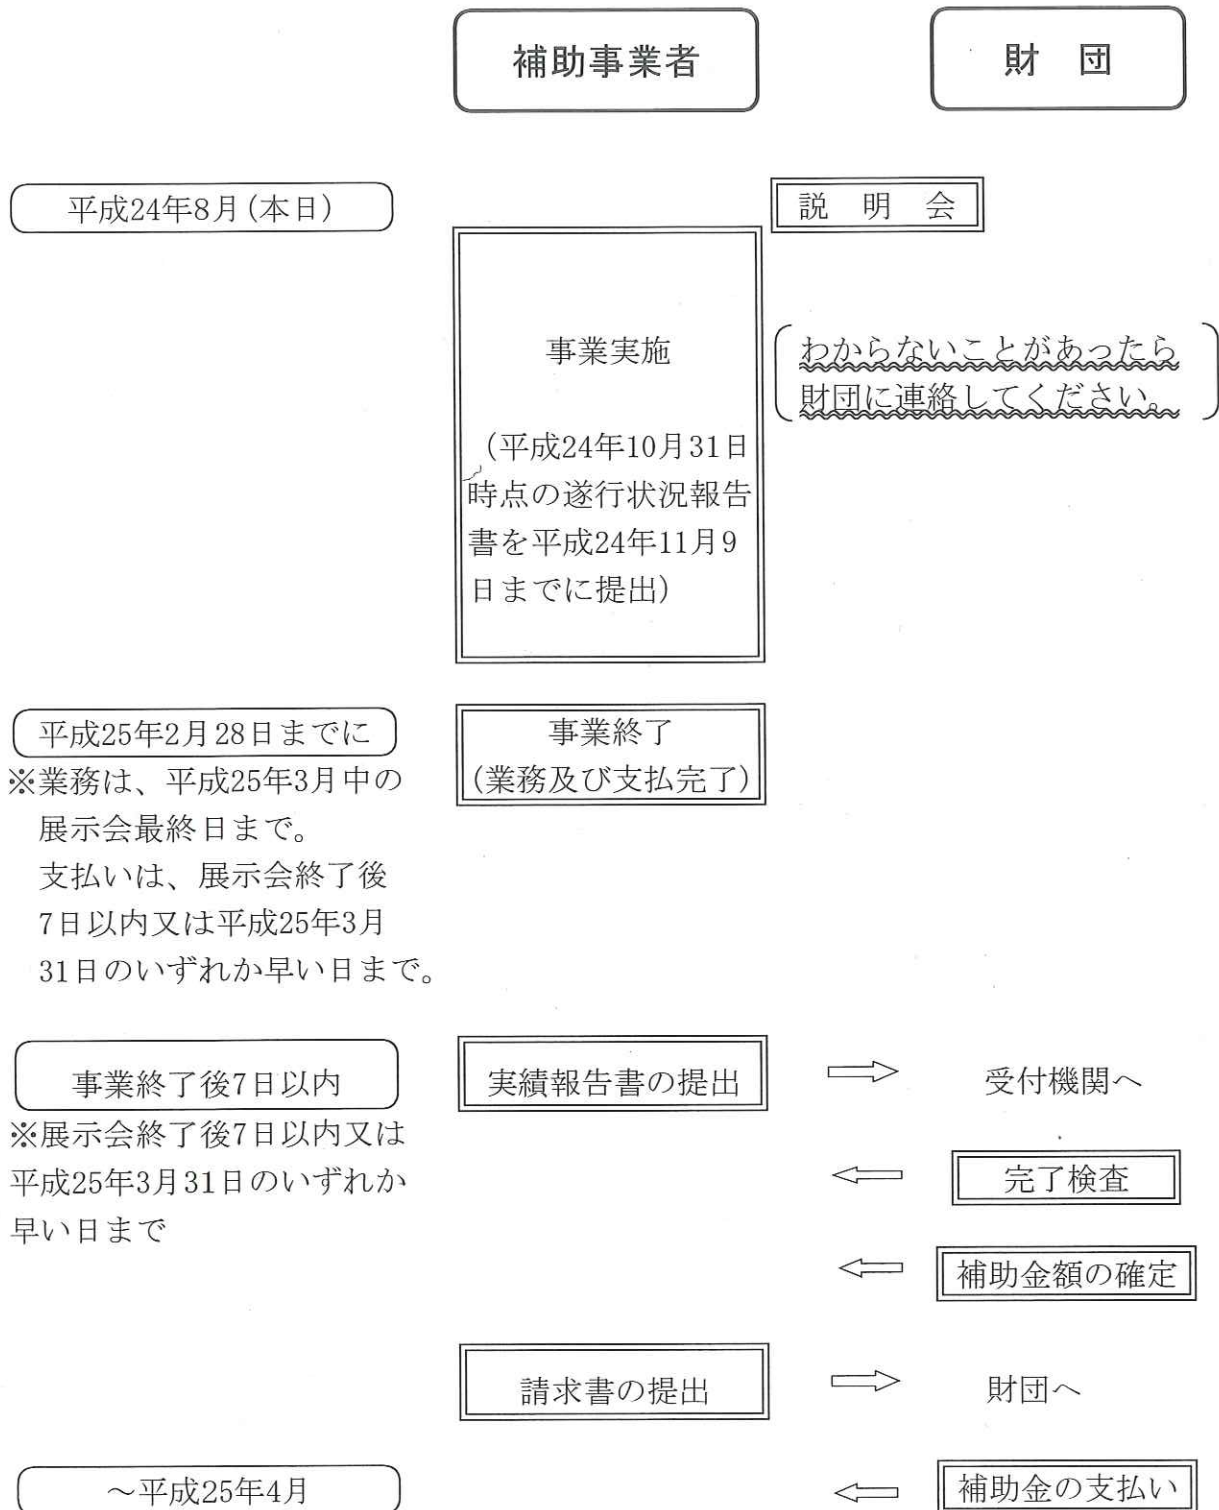 補助事業者
財　団
平成24年8月(本日)
説　明　会
事業実施
(平成24年10月31日
時点の遂行状況報告
書を平成24年11月9
日までに提出)
わからないことがあったら
財団に連絡してください。
平成25年2月28日までに
※業務は、平成25年3月中の
展示会最終日まで。
支払いは、展示会終了後
7日以内又は平成25年3月
31日のいずれか早い日まで。
事業終了
(業務及び支払完了)
事業終了後7日以内
※展示会終了後7日以内又は
平成25年3月31日のいずれか
早い日まで
実績報告書の提出
⇨
受付機関へ
⇦
完了検査
⇦
補助金額の確定
請求書の提出
⇨
財団へ
～平成25年4月
⇦
補助金の支払い